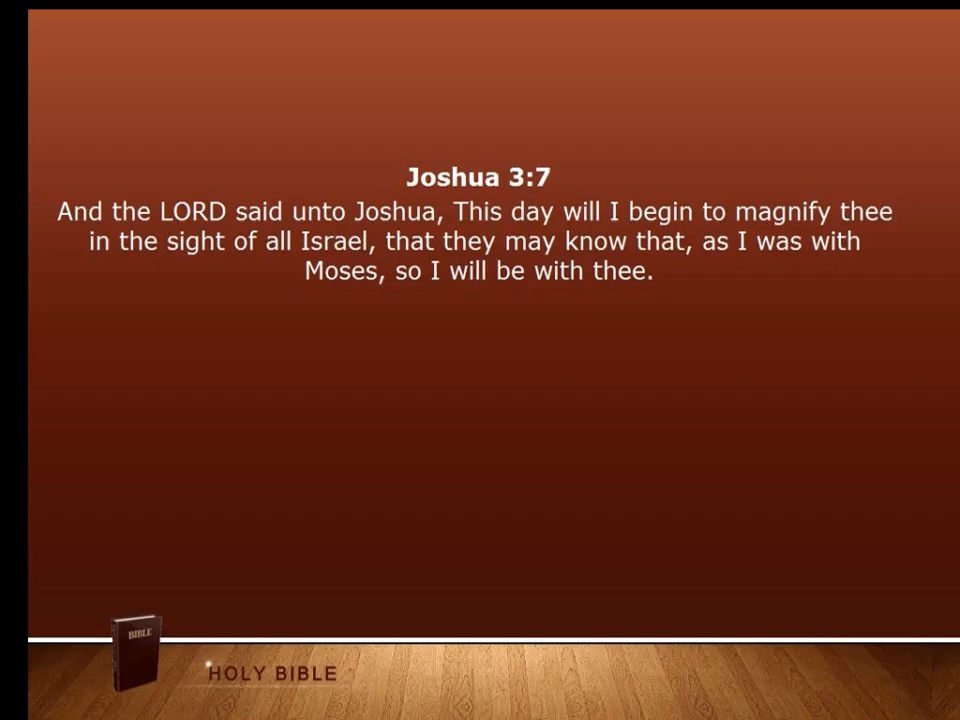 Joshua 3:7
And the LORD said unto Joshua, This day will I begin to magnify thee
in the sight of all Israel, that they may know that, as I was with
Moses, so I will be with thee.
BIBLE
HOLY BIBLE